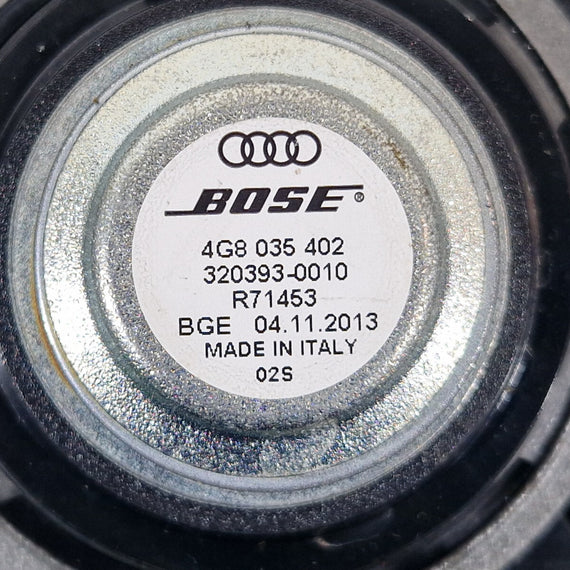 BOSE®
4G8 035 402
320393-0010
R71453
BGE 04.11.2013
MADE IN ITALY
02S